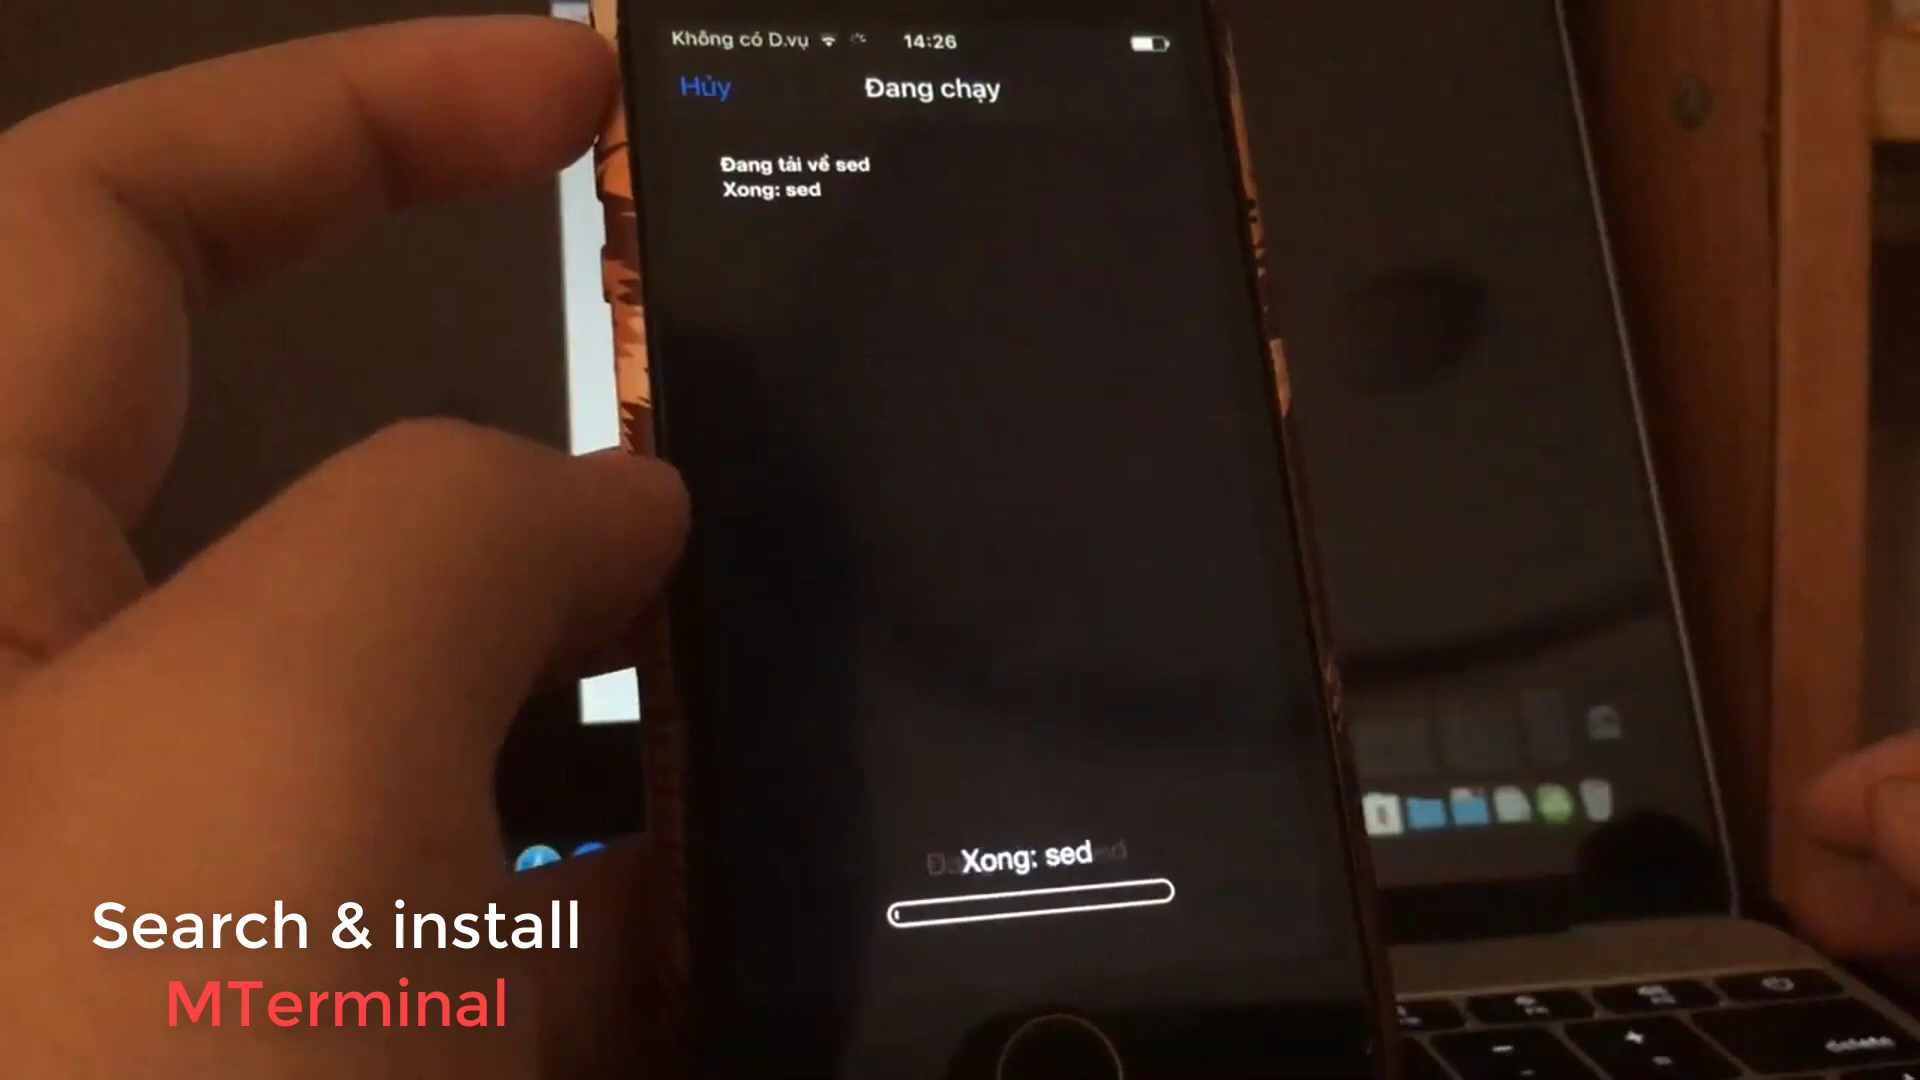 Không có D.vụ 14:26
Hủy Đang chạy
Đang tải về sed
Xong: sed
Xong: sed
Search & install
MTerminal
delete